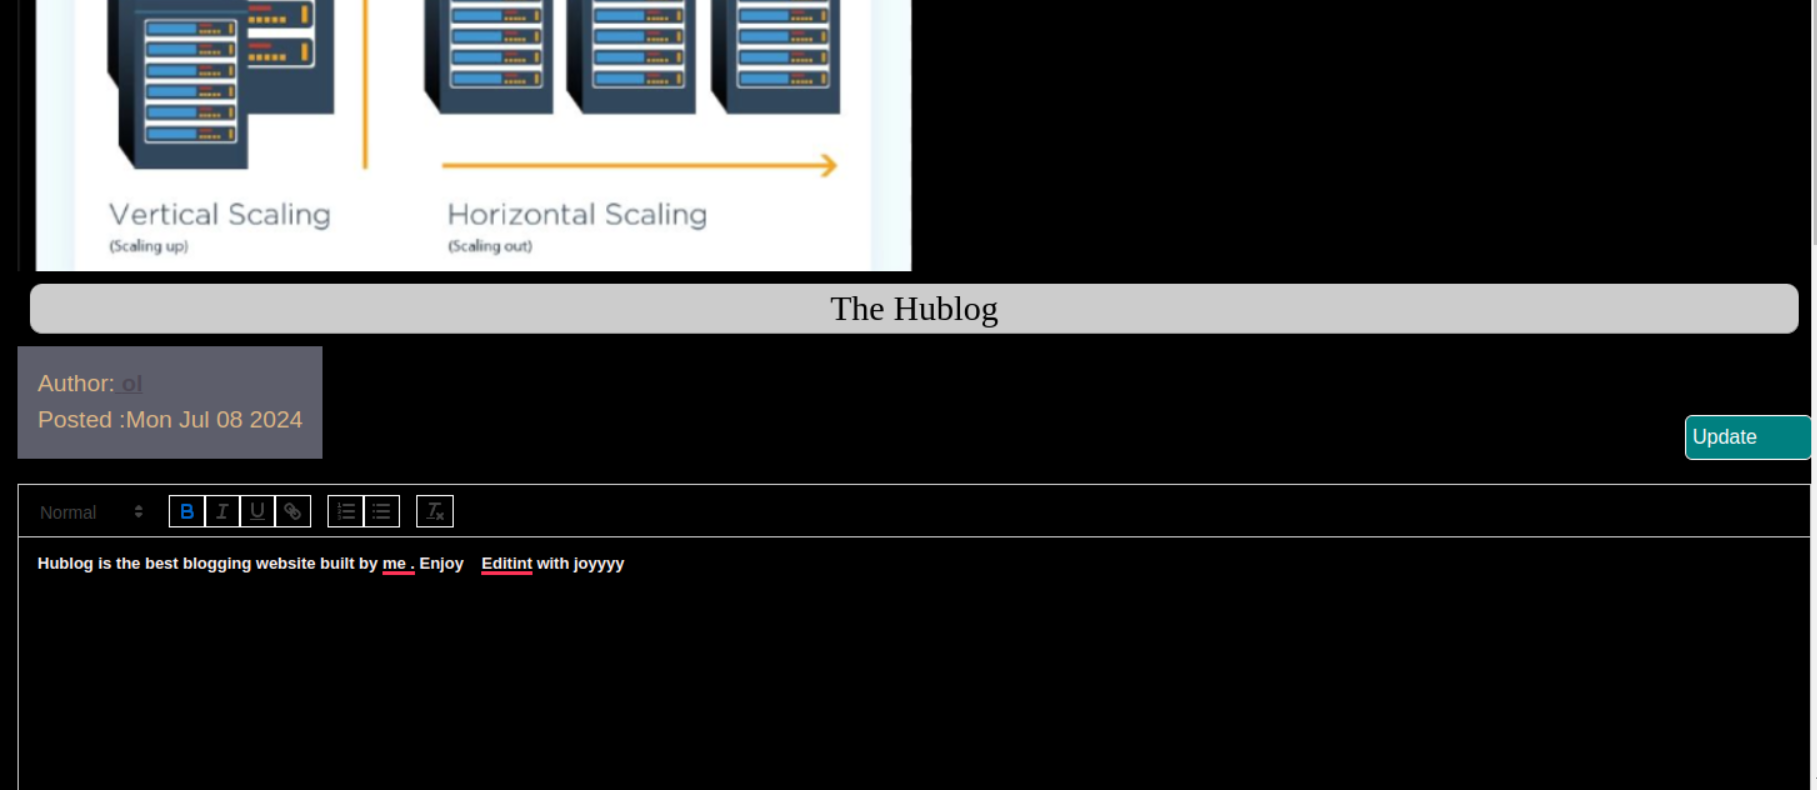 Vertical Scaling
(Scaling up)
Horizontal Scaling
(Scaling out)
The Hublog
Author: ol
Posted :Mon Jul 08 2024
Update
Normal
B I U
Hublog is the best blogging website built by me . Enjoy Editint with joyyyy